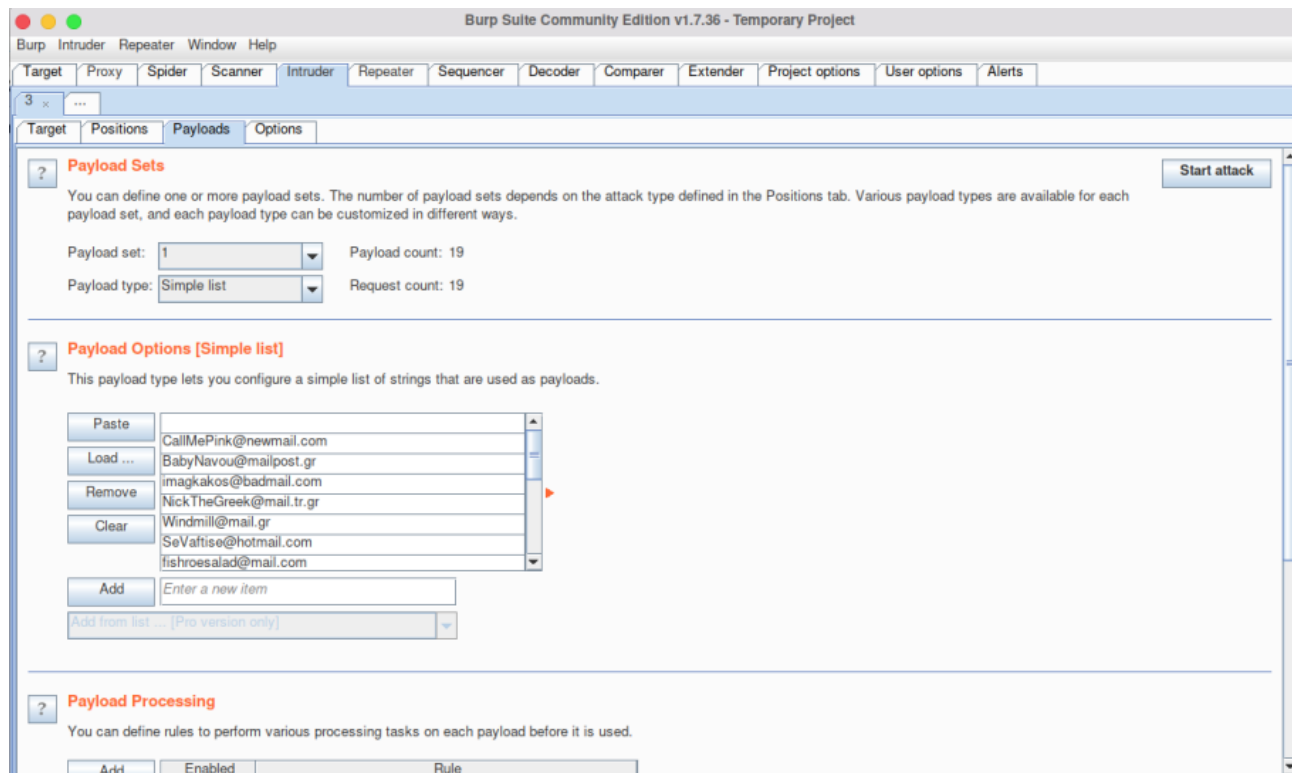 Burp Suite Community Edition v1.7.36 - Temporary Project
Burp Intruder Repeater Window Help
Target Proxy Spider Scanner Intruder Repeater Sequencer Decoder Comparer Extender Project options User options Alerts
3 × ...
Target Positions Payloads Options
? Payload Sets
Start attack
You can define one or more payload sets. The number of payload sets depends on the attack type defined in the Positions tab. Various payload types are available for each
payload set, and each payload type can be customized in different ways.
Payload set: 1 Payload count: 19
Payload type: Simple list Request count: 19
? Payload Options [Simple list]
This payload type lets you configure a simple list of strings that are used as payloads.
Paste
CallMePink@newmail.com
Load ...
BabyNavou@mailpost.gr
imagkakos@badmail.com
Remove
NickTheGreek@mail.tr.gr
Clear
Windmill@mail.gr
SeVaftise@hotmail.com
fishroesalad@mail.com
Add Enter a new item
Add from list ... [Pro version only]
? Payload Processing
You can define rules to perform various processing tasks on each payload before it is used.
Add Enabled Rule